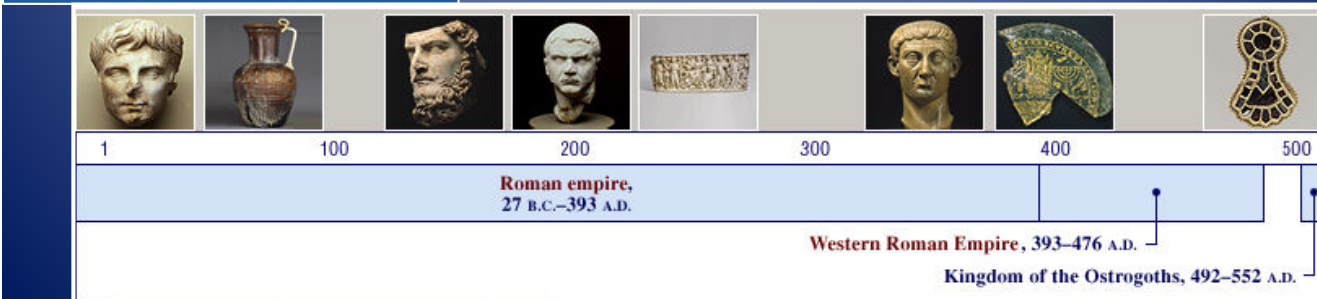 1 100 200 300 400 500
Roman empire,
27 B.C.–393 A.D.
Western Roman Empire, 393–476 A.D.
Kingdom of the Ostrogoths, 492–552 A.D.